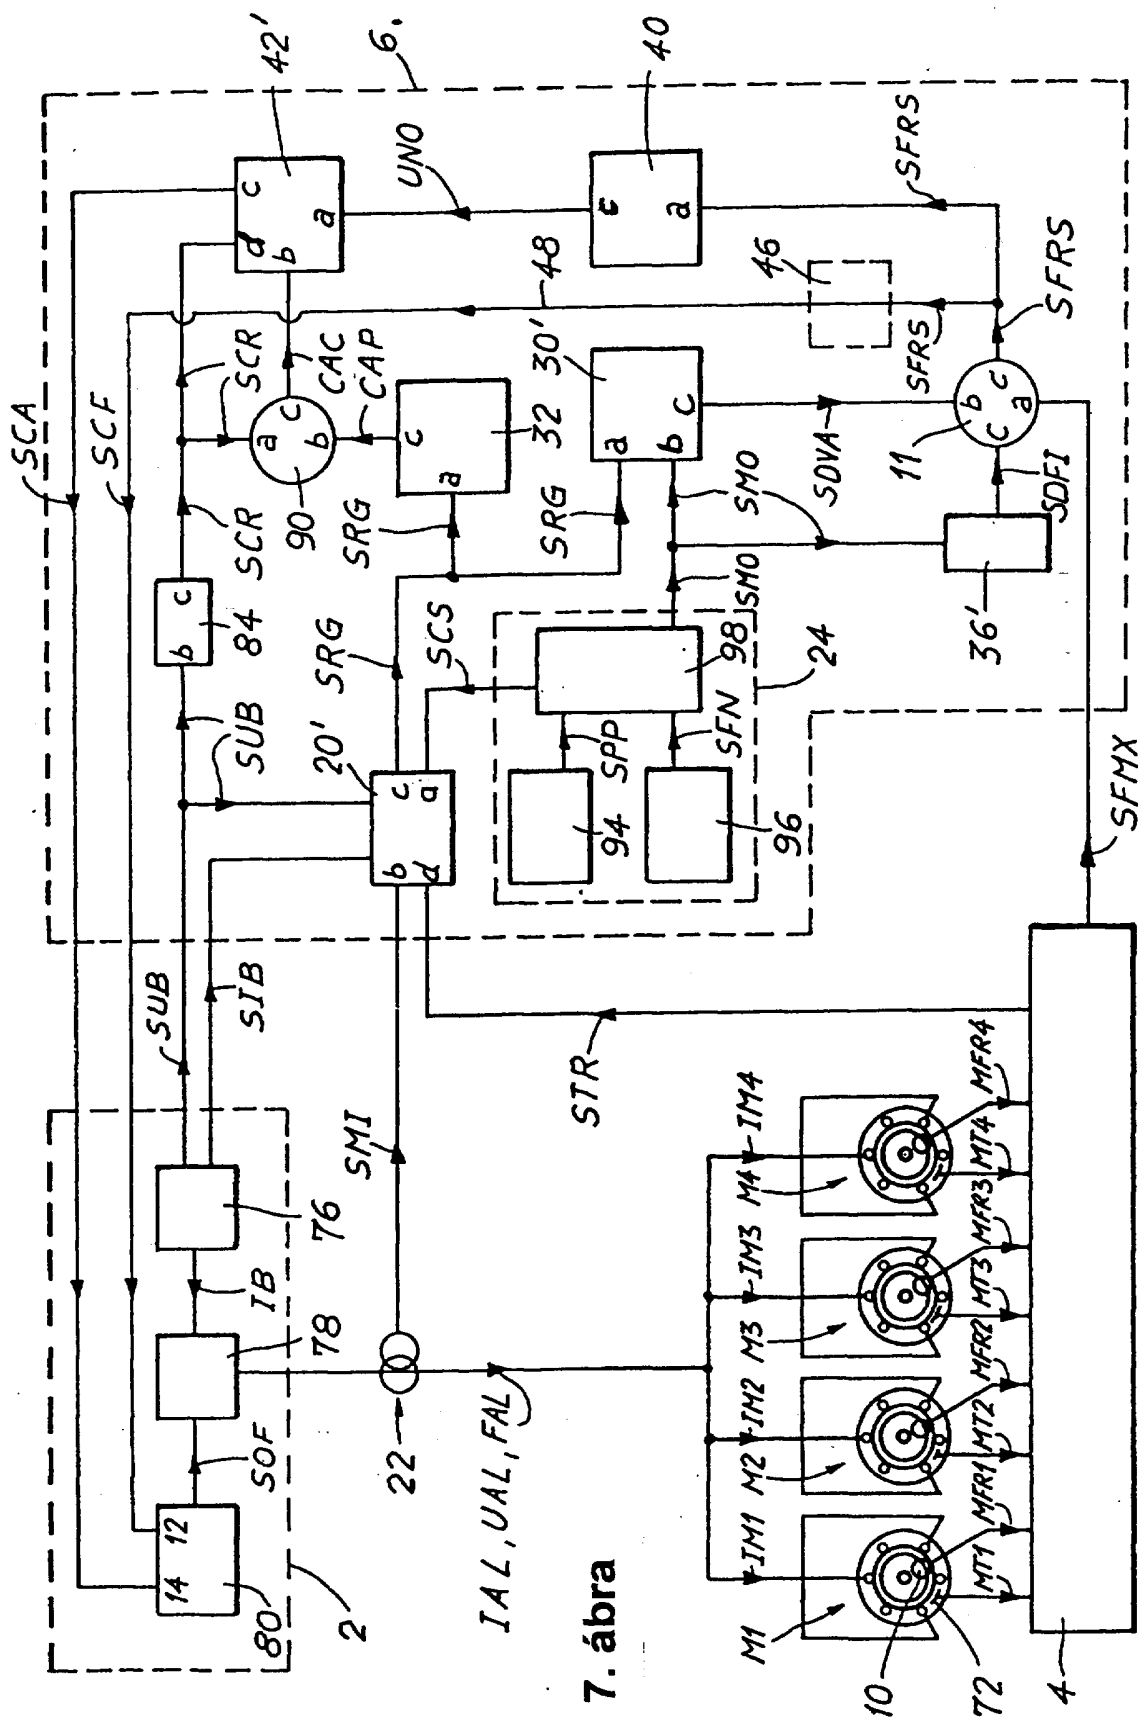 SCA
SCF
42'
6.
SUB
SUB
84
b
c
SCR
SCR
SCR
a
b
c
90
CAC
CAP
d
c
b
a
UNO
40
c
a
SIB
20'
b
c
d
a
SRG
SRG
a
c
32
SRG
30'
a
b
c
48
46
SFRS
SFRS
SFRS
SCS
98
SMO
SMO
SDVA
11
b
c
a
c
SDFI
36'
24
SPP
SFN
94
96
SFMX
76
IB
78
SOF
14
12
80
2
SMI
22
IAL, UAL, FAL
STR
IM1
IM2
IM3
IM4
M1
M2
M3
M4
MT1
MFR1
MT2
MFR2
MT3
MFR3
MT4
MFR4
10
72
4
7. ábra